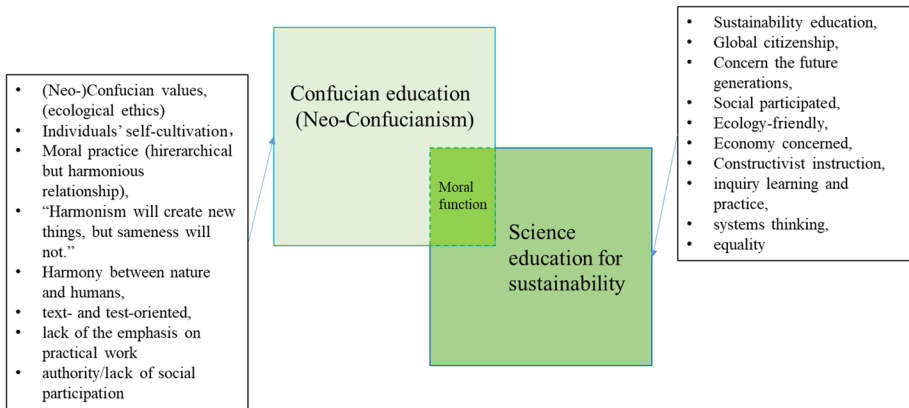 • (Neo-)Confucian values,
(ecological ethics)
• Individuals’ self-cultivation，
• Moral practice (hirerarchical
but harmonious
relationship),
• “Harmonism will create new
things, but sameness will
not.”
• Harmony between nature
and humans,
• text- and test-oriented,
• lack of the emphasis on
practical work
• authority/lack of social
participation
Confucian education
(Neo-Confucianism)
Moral
function
Science
education for
sustainability
• Sustainability education,
• Global citizenship,
• Concern the future
generations,
• Social participated,
• Ecology-friendly,
• Economy concerned,
• Constructivist instruction,
• inquiry learning and
practice,
• systems thinking,
• equality